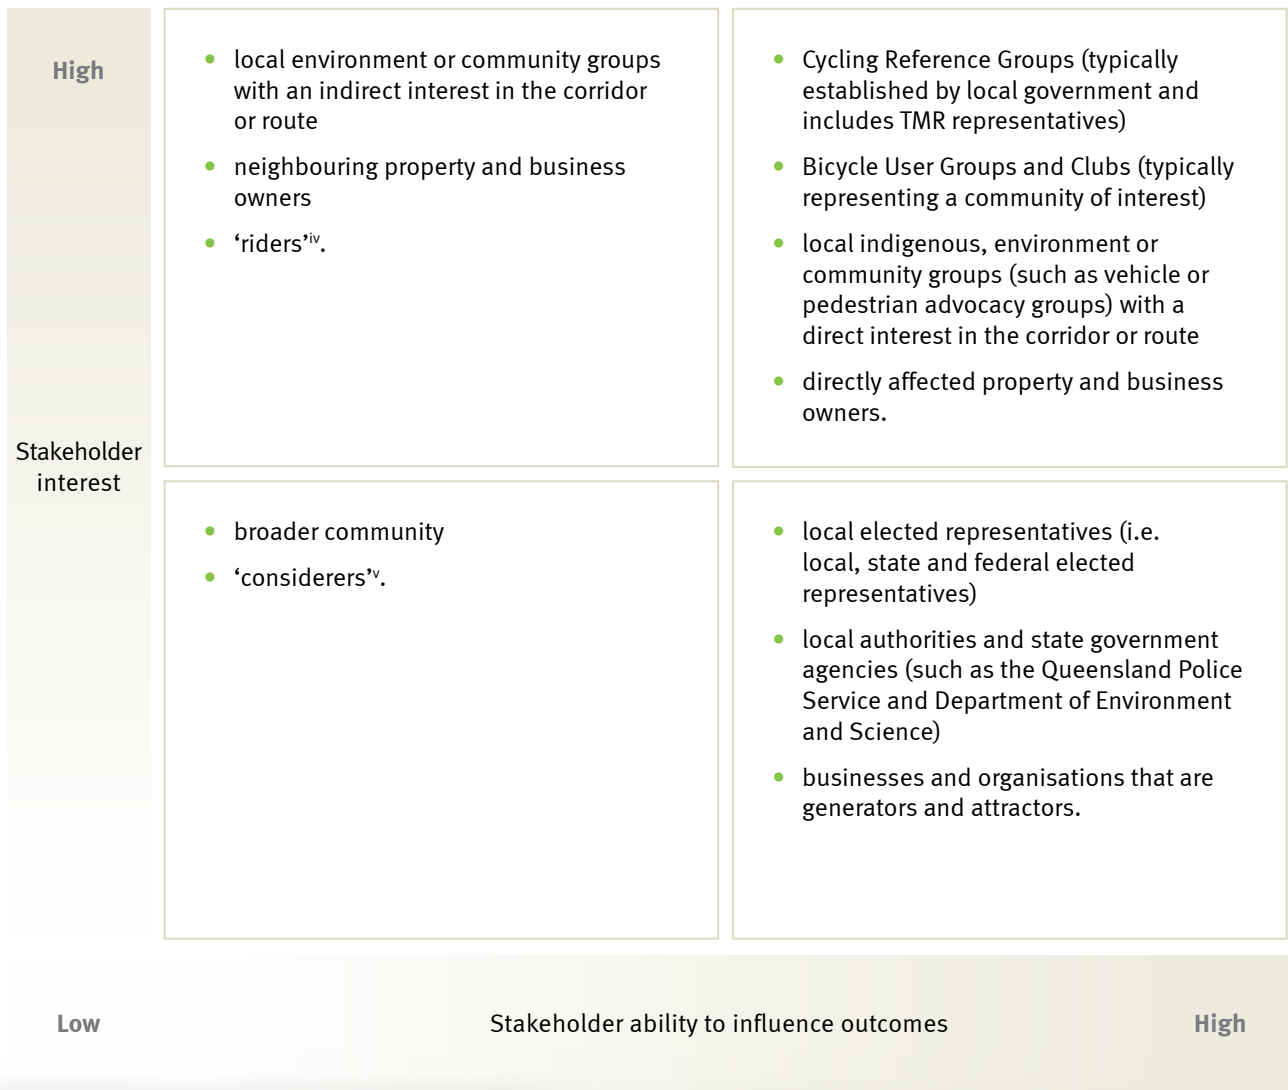 High
• local environment or community groups
with an indirect interest in the corridor
or route
• neighbouring property and business
owners
• ‘riders’iv.
• Cycling Reference Groups (typically
established by local government and
includes TMR representatives)
• Bicycle User Groups and Clubs (typically
representing a community of interest)
• local indigenous, environment or
community groups (such as vehicle or
pedestrian advocacy groups) with a
direct interest in the corridor or route
• directly affected property and business
owners.
Stakeholder
interest
• broader community
• ‘considerers’v.
• local elected representatives (i.e.
local, state and federal elected
representatives)
• local authorities and state government
agencies (such as the Queensland Police
Service and Department of Environment
and Science)
• businesses and organisations that are
generators and attractors.
Low
Stakeholder ability to influence outcomes
High